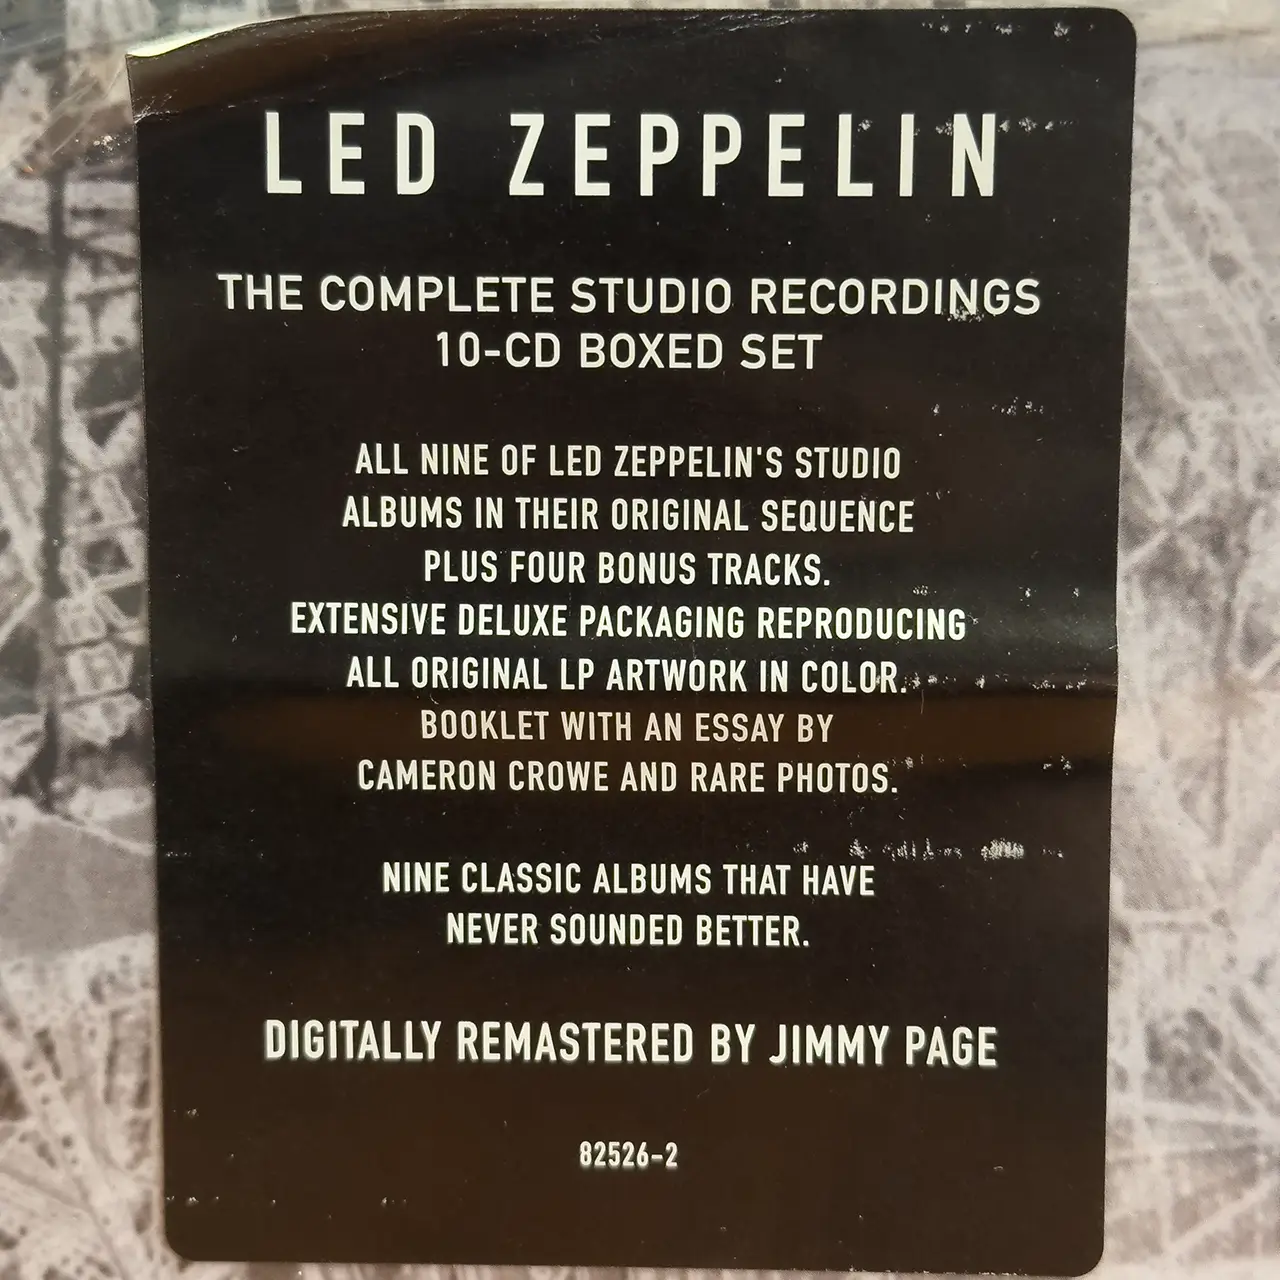 LED ZEPPELIN
THE COMPLETE STUDIO RECORDINGS
10-CD BOXED SET
ALL NINE OF LED ZEPPELIN'S STUDIO
ALBUMS IN THEIR ORIGINAL SEQUENCE
PLUS FOUR BONUS TRACKS.
EXTENSIVE DELUXE PACKAGING REPRODUCING
ALL ORIGINAL LP ARTWORK IN COLOR.
BOOKLET WITH AN ESSAY BY
CAMERON CROWE AND RARE PHOTOS.
NINE CLASSIC ALBUMS THAT HAVE
NEVER SOUNDED BETTER.
DIGITALLY REMASTERED BY JIMMY PAGE
82526-2